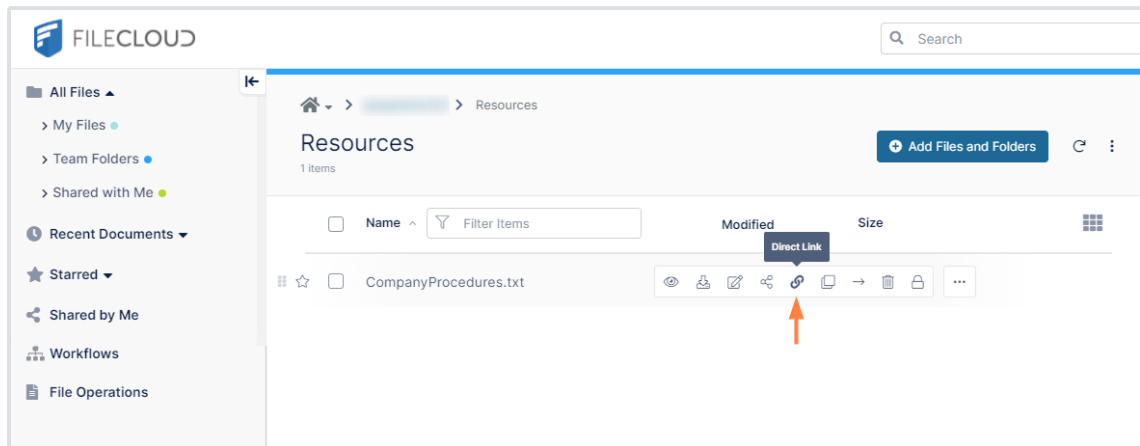 FILECLOUD
Search
All Files
My Files
Team Folders
Shared with Me
Recent Documents
Starred
Shared by Me
Workflows
File Operations
Resources
Resources
1 items
Add Files and Folders
Name
Filter Items
Modified
Size
Direct Link
CompanyProcedures.txt